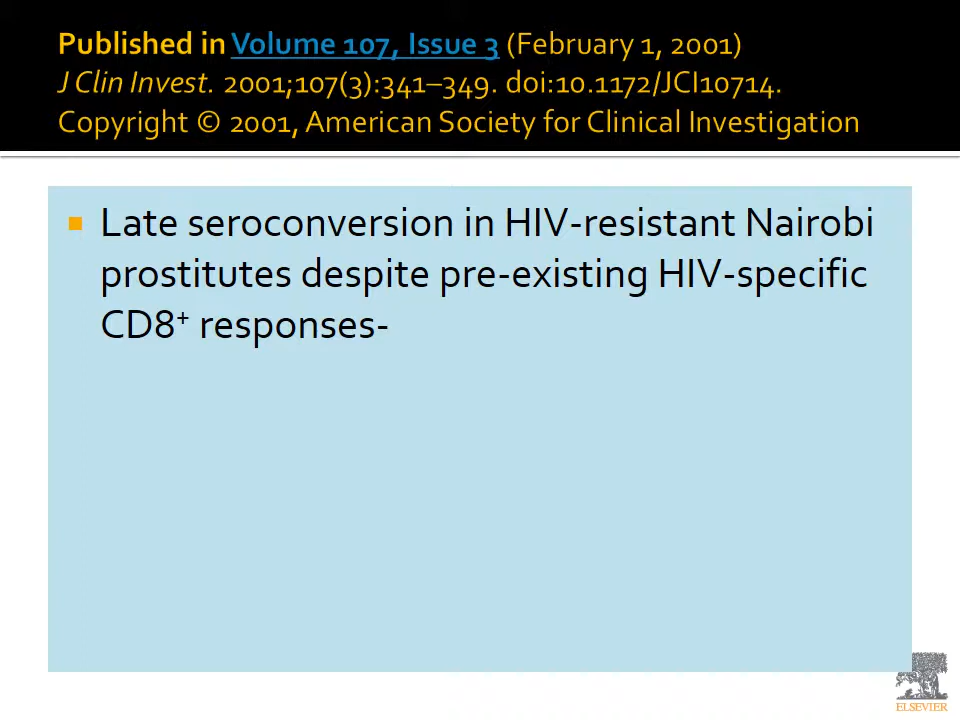 Published in Volume 107, Issue 3 (February 1, 2001)
J Clin Invest. 2001;107(3):341–349. doi:10.1172/JCI10714.
Copyright © 2001, American Society for Clinical Investigation
Late seroconversion in HIV-resistant Nairobi
prostitutes despite pre-existing HIV-specific
CD8⁺ responses-
ELSEVIER